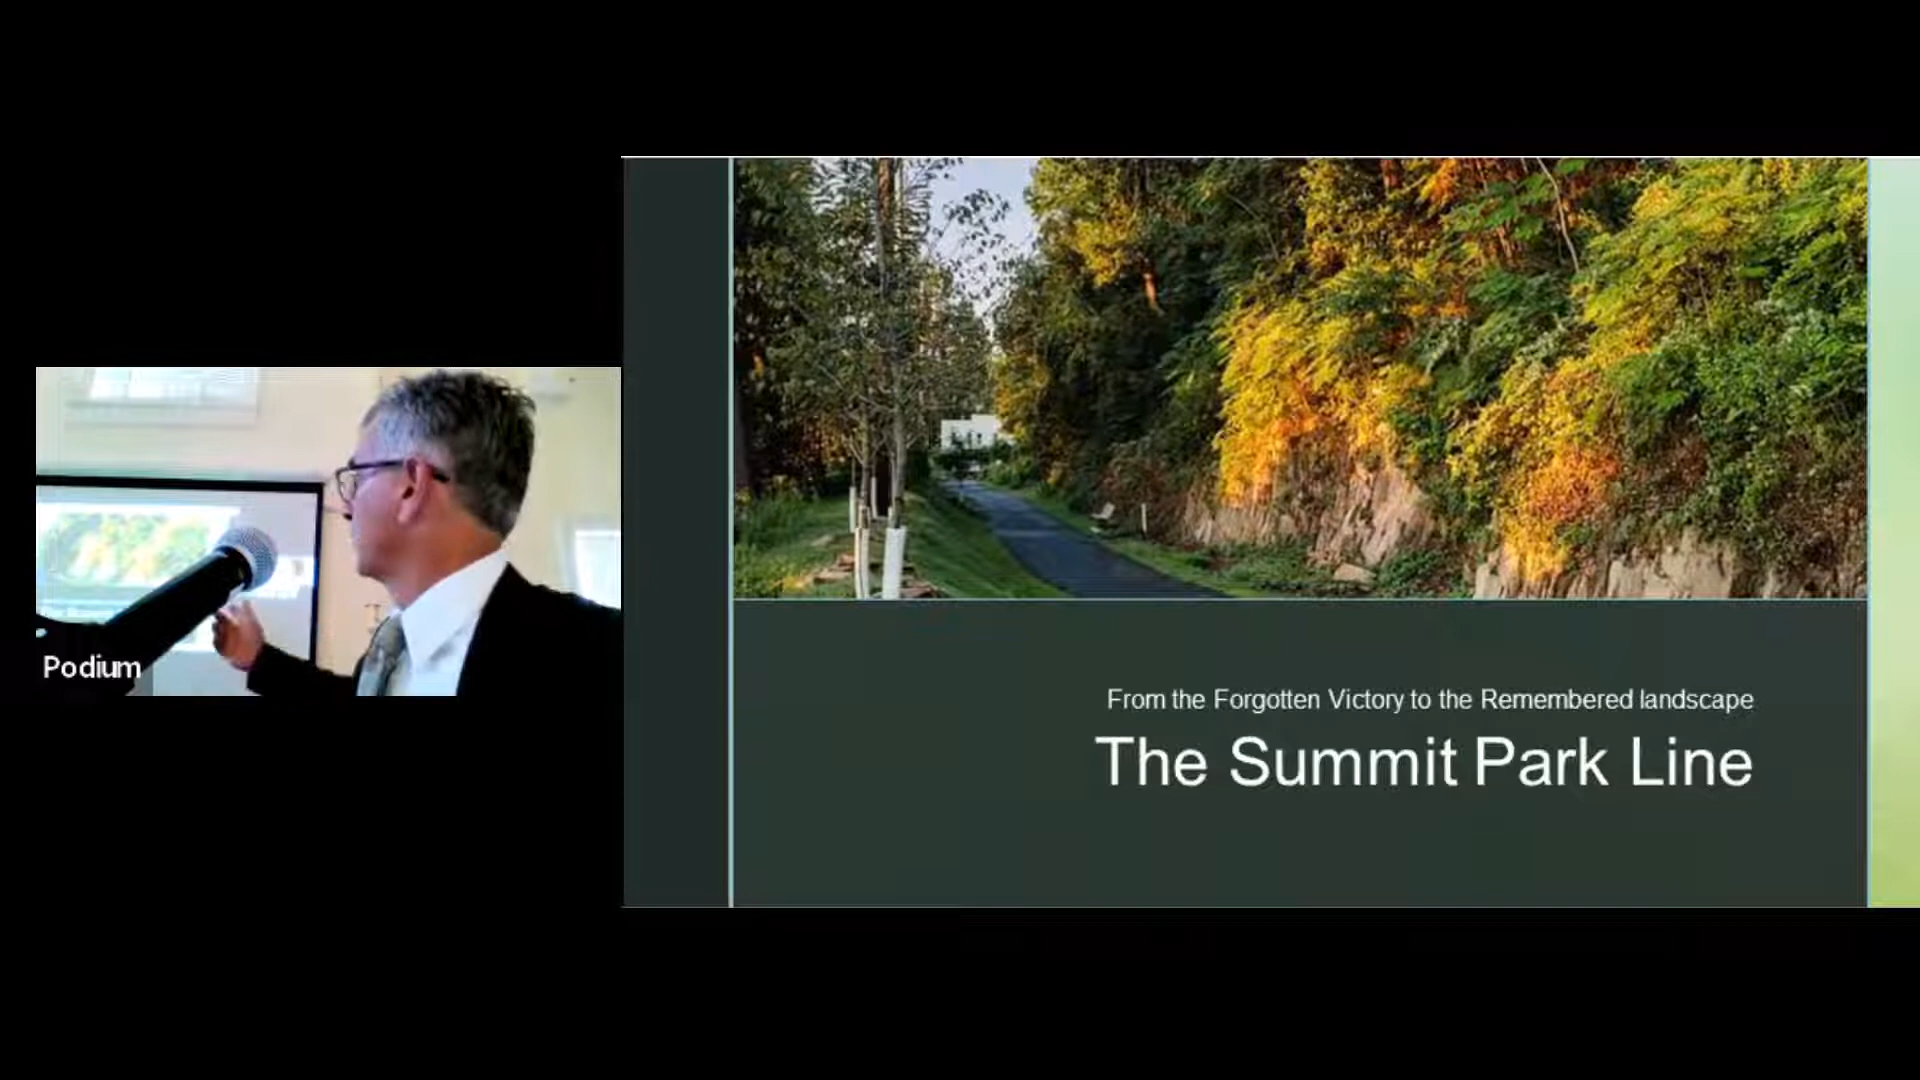 Podium
From the Forgotten Victory to the Remembered landscape
The Summit Park Line